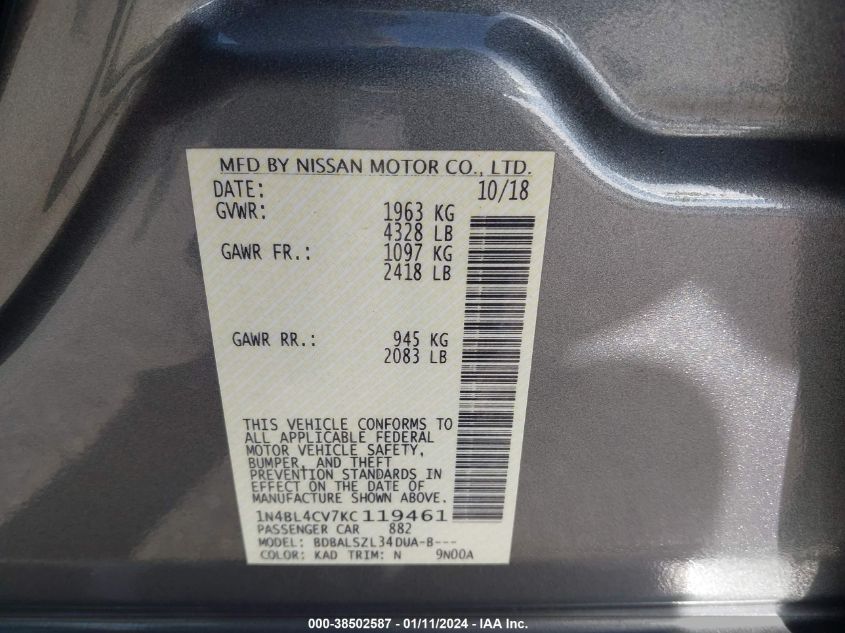 MFD BY NISSAN MOTOR CO., LTD.
DATE: 10/18
GVWR: 1963 KG
4328 LB
GAWR FR.: 1097 KG
2418 LB
GAWR RR.: 945 KG
2083 LB
THIS VEHICLE CONFORMS TO
ALL APPLICABLE FEDERAL
MOTOR VEHICLE SAFETY,
BUMPER, AND THEFT
PREVENTION STANDARDS IN
EFFECT ON THE DATE OF
MANUFACTURE SHOWN ABOVE.
1N4BL4CV7KC119461
PASSENGER CAR 882
MODEL: BDBALSZL34DUA-B---
COLOR: KAD TRIM: N 9N00A
000-38502587 - 01/11/2024 - IAA Inc.